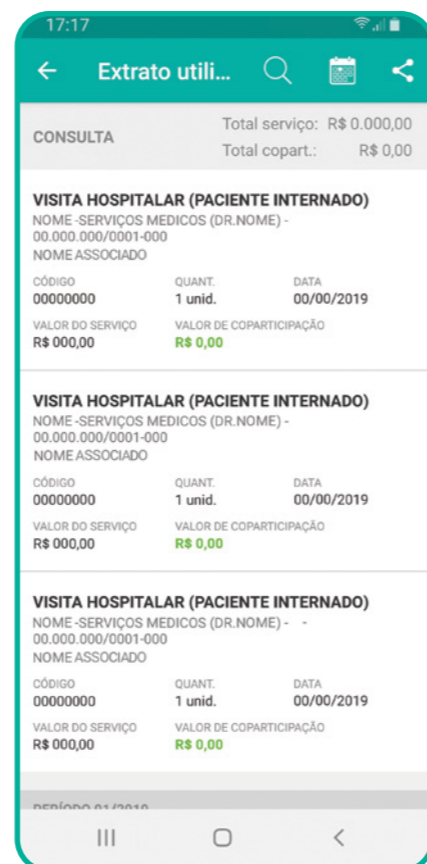 17:17
Extrato utili...
CONSULTA
Total serviço: R$ 0.000,00
Total copart.: R$ 0,00
VISITA HOSPITALAR (PACIENTE INTERNADO)
NOME -SERVIÇOS MEDICOS (DR.NOME) -
00.000.000/0001-000
NOME ASSOCIADO
CÓDIGO QUANT. DATA
00000000 1 unid. 00/00/2019
VALOR DO SERVIÇO VALOR DE COPARTICIPAÇÃO
R$ 000,00 R$ 0,00
VISITA HOSPITALAR (PACIENTE INTERNADO)
NOME -SERVIÇOS MEDICOS (DR.NOME) -
00.000.000/0001-000
NOME ASSOCIADO
CÓDIGO QUANT. DATA
00000000 1 unid. 00/00/2019
VALOR DO SERVIÇO VALOR DE COPARTICIPAÇÃO
R$ 000,00 R$ 0,00
VISITA HOSPITALAR (PACIENTE INTERNADO)
NOME -SERVIÇOS MEDICOS (DR.NOME) - -
00.000.000/0001-000
NOME ASSOCIADO
CÓDIGO QUANT. DATA
00000000 1 unid. 00/00/2019
VALOR DO SERVIÇO VALOR DE COPARTICIPAÇÃO
R$ 000,00 R$ 0,00
PERÍODO 01/2019